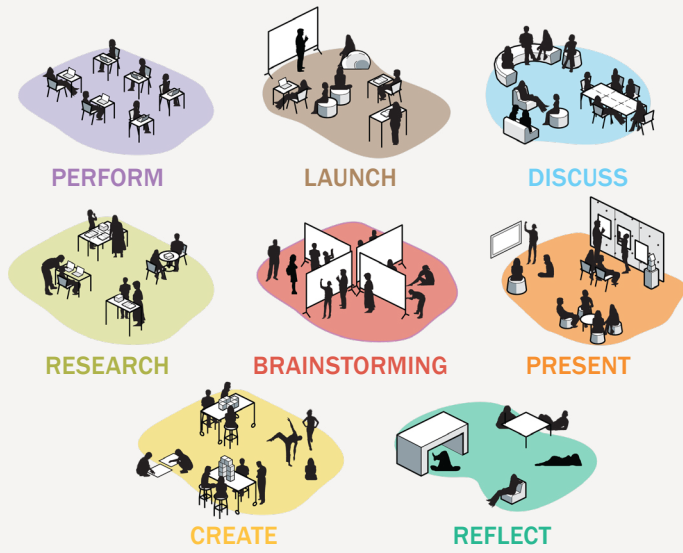 PERFORM
LAUNCH
DISCUSS
RESEARCH
BRAINSTORMING
PRESENT
CREATE
REFLECT